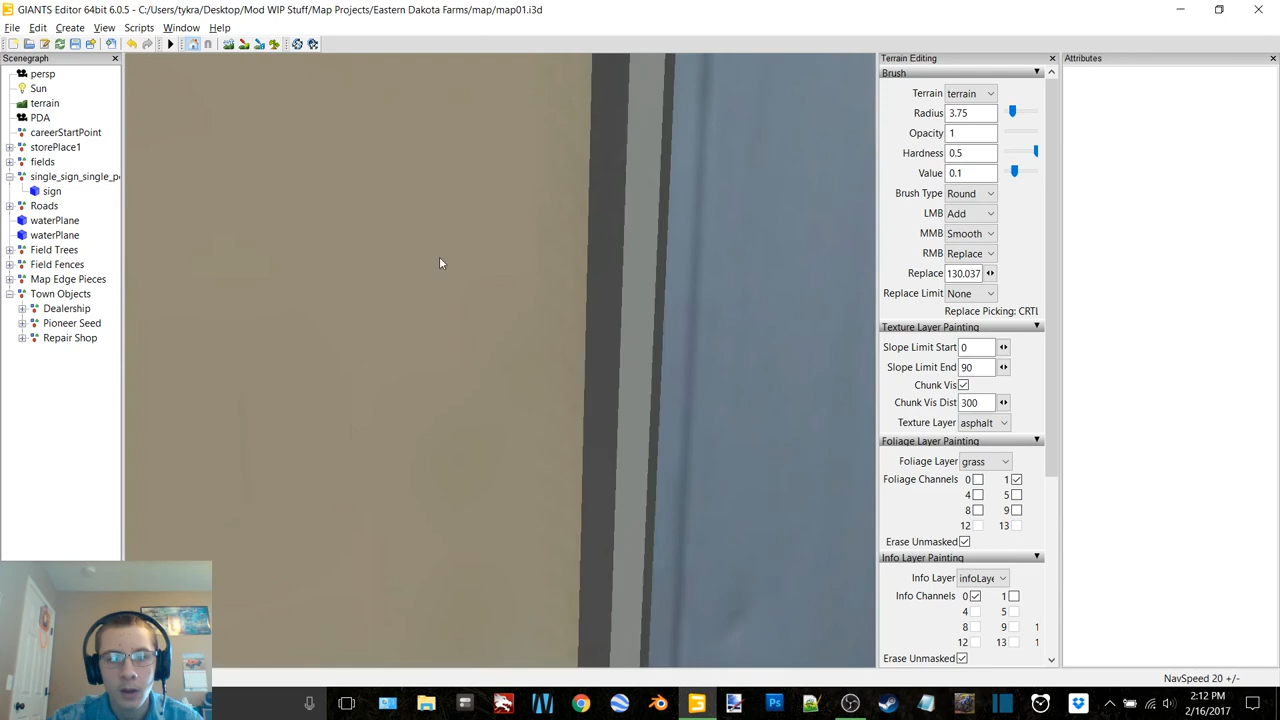 GIANTS Editor 64bit 6.0.5 - C:/Users/tykra/Desktop/Mod WIP Stuff/Map Projects/Eastern Dakota Farms/map/map01.i3d
File Edit Create View Scripts Window Help
Scenegraph
persp
Sun
terrain
PDA
careerStartPoint
storePlace1
fields
single_sign_single_p
sign
Roads
waterPlane
waterPlane
Field Trees
Field Fences
Map Edge Pieces
Town Objects
Dealership
Pioneer Seed
Repair Shop
Terrain Editing
Brush
Terrain terrain
Radius 3.75
Opacity 1
Hardness 0.5
Value 0.1
Brush Type Round
LMB Add
MMB Smooth
RMB Replace
Replace 130.037
Replace Limit None
Replace Picking: CRTL
Texture Layer Painting
Slope Limit Start 0
Slope Limit End 90
Chunk Vis
Chunk Vis Dist 300
Texture Layer asphalt
Foliage Layer Painting
Foliage Layer grass
Foliage Channels 0 1
4 5
8 9
12 13
Erase Unmasked
Info Layer Painting
Info Layer infoLaye
Info Channels 0 1
4 5
8 9 1
12 13 1
Erase Unmasked
Attributes
NavSpeed 20 +/-
2:12 PM
2/16/2017